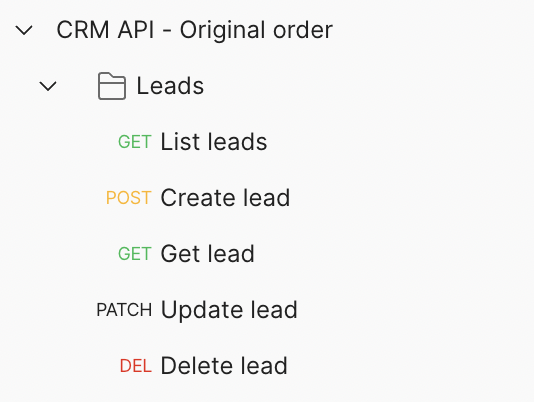 CRM API - Original order
Leads
GET List leads
POST Create lead
GET Get lead
PATCH Update lead
DEL Delete lead